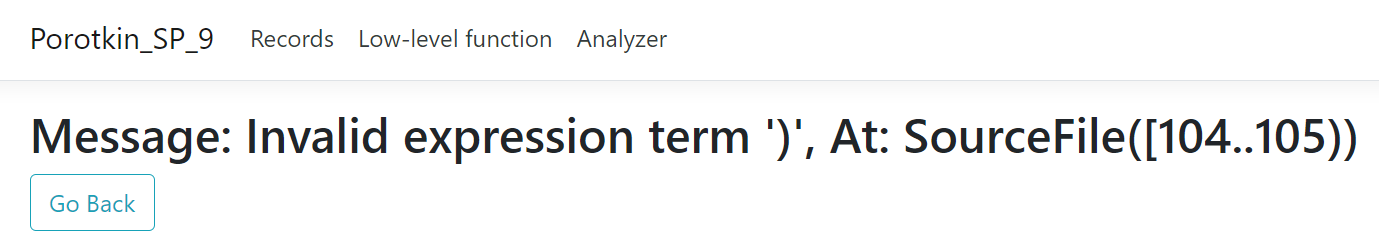 Porotkin_SP_9 Records Low-level function Analyzer
Message: Invalid expression term ')', At: SourceFile([104..105))
Go Back